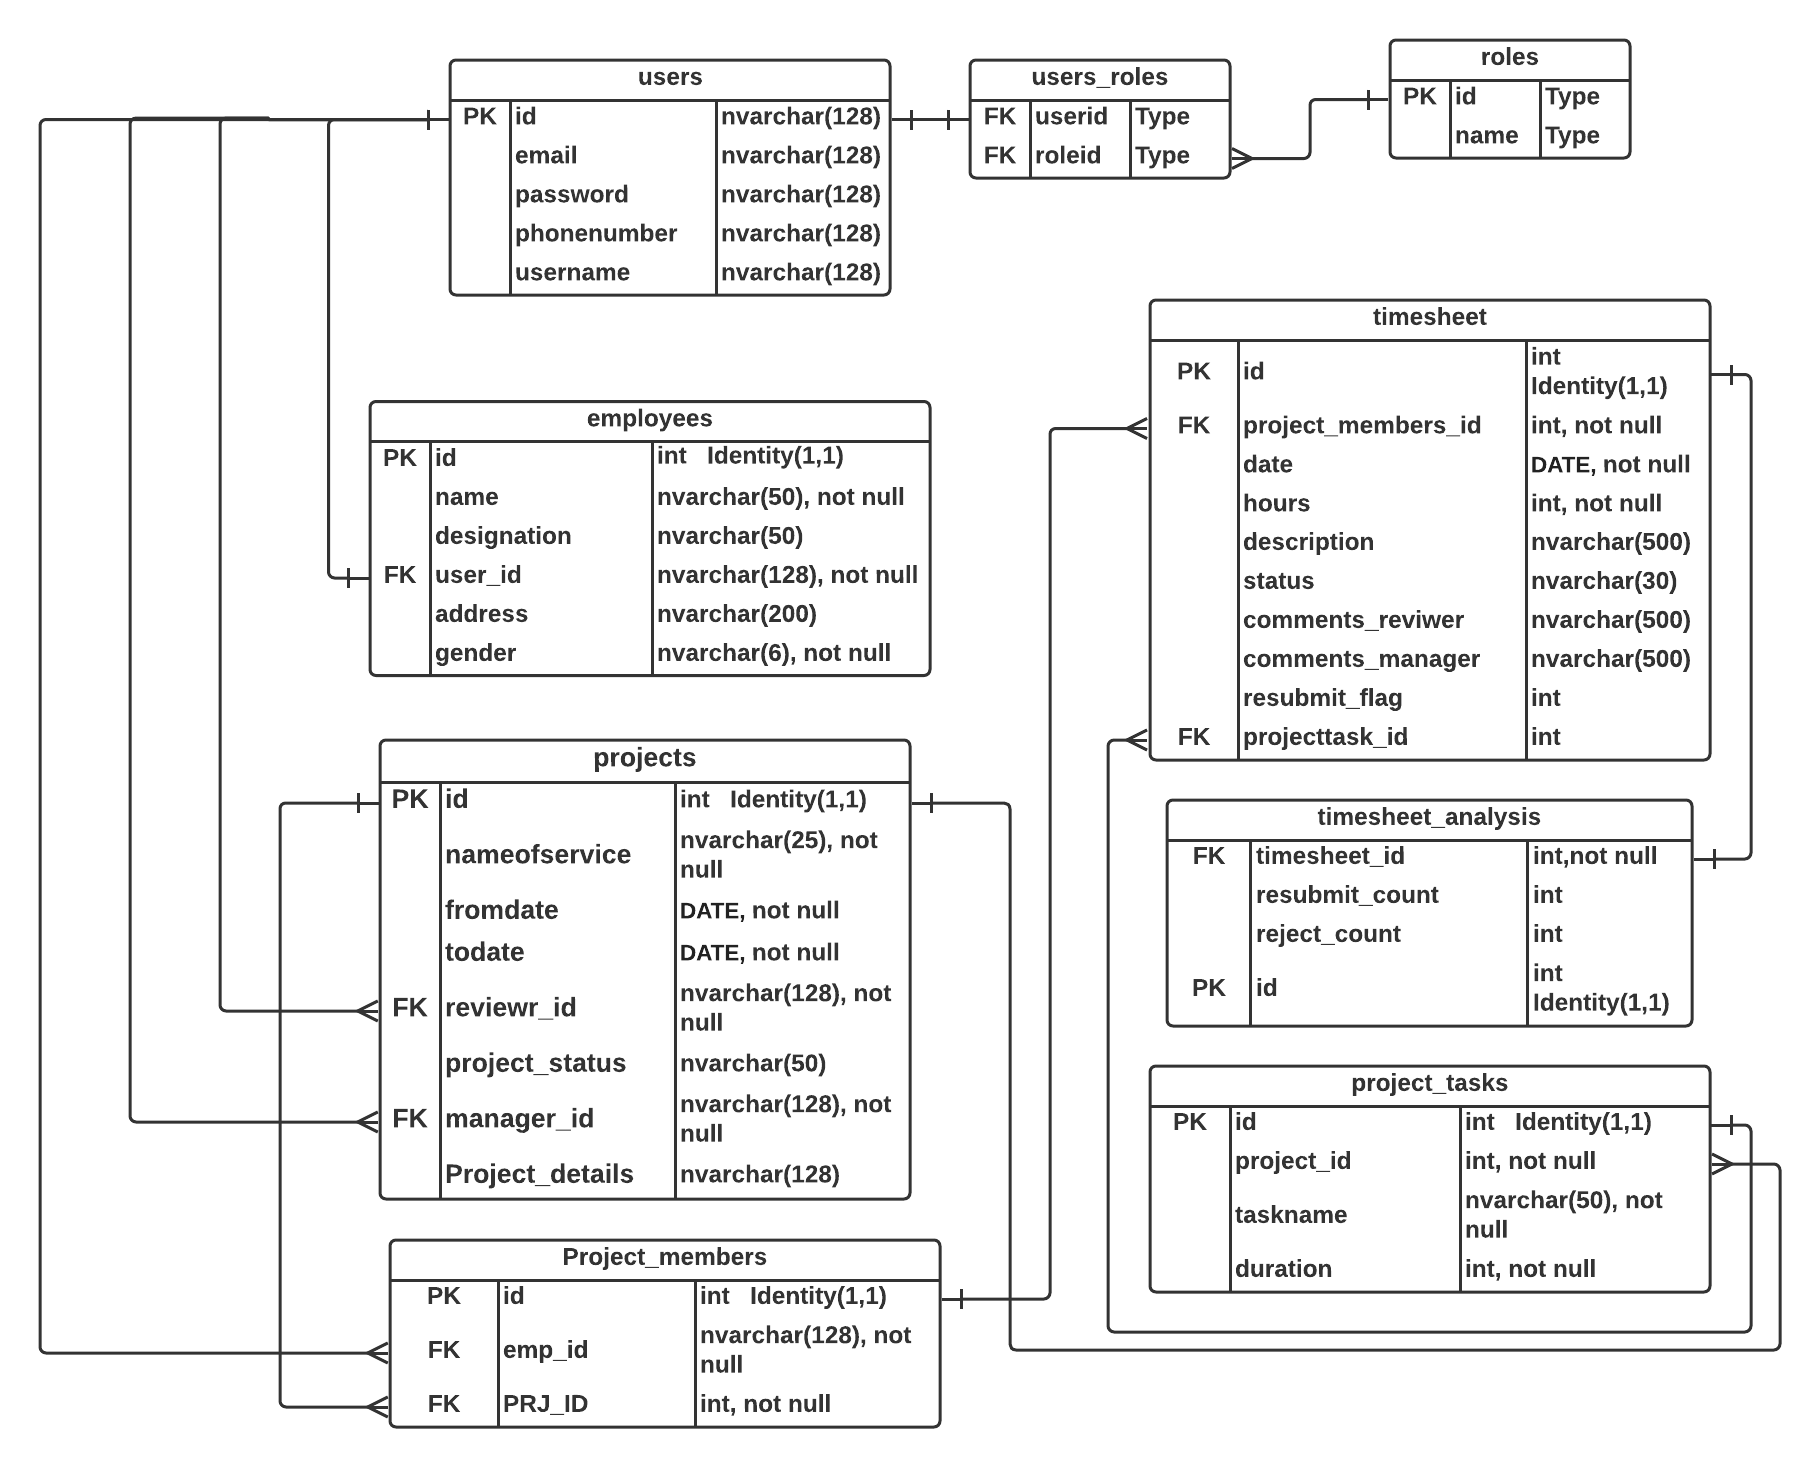 users
PK id nvarchar(128)
email nvarchar(128)
password nvarchar(128)
phonenumber nvarchar(128)
username nvarchar(128)
users_roles
FK userid Type
FK roleid Type
roles
PK id Type
name Type
employees
PK id int Identity(1,1)
name nvarchar(50), not null
designation nvarchar(50)
FK user_id nvarchar(128), not null
address nvarchar(200)
gender nvarchar(6), not null
timesheet
PK id int
Identity(1,1)
FK project_members_id int, not null
date DATE, not null
hours int, not null
description nvarchar(500)
status nvarchar(30)
comments_reviwer nvarchar(500)
comments_manager nvarchar(500)
resubmit_flag int
FK projecttask_id int
projects
PK id int Identity(1,1)
nameofservice nvarchar(25), not
null
fromdate DATE, not null
todate DATE, not null
FK reviewr_id nvarchar(128), not
null
project_status nvarchar(50)
FK manager_id nvarchar(128), not
null
Project_details nvarchar(128)
timesheet_analysis
FK timesheet_id int,not null
resubmit_count int
reject_count int
PK id int
Identity(1,1)
project_tasks
PK id int Identity(1,1)
project_id int, not null
taskname nvarchar(50), not
null
duration int, not null
Project_members
PK id int Identity(1,1)
FK emp_id nvarchar(128), not
null
FK PRJ_ID int, not null